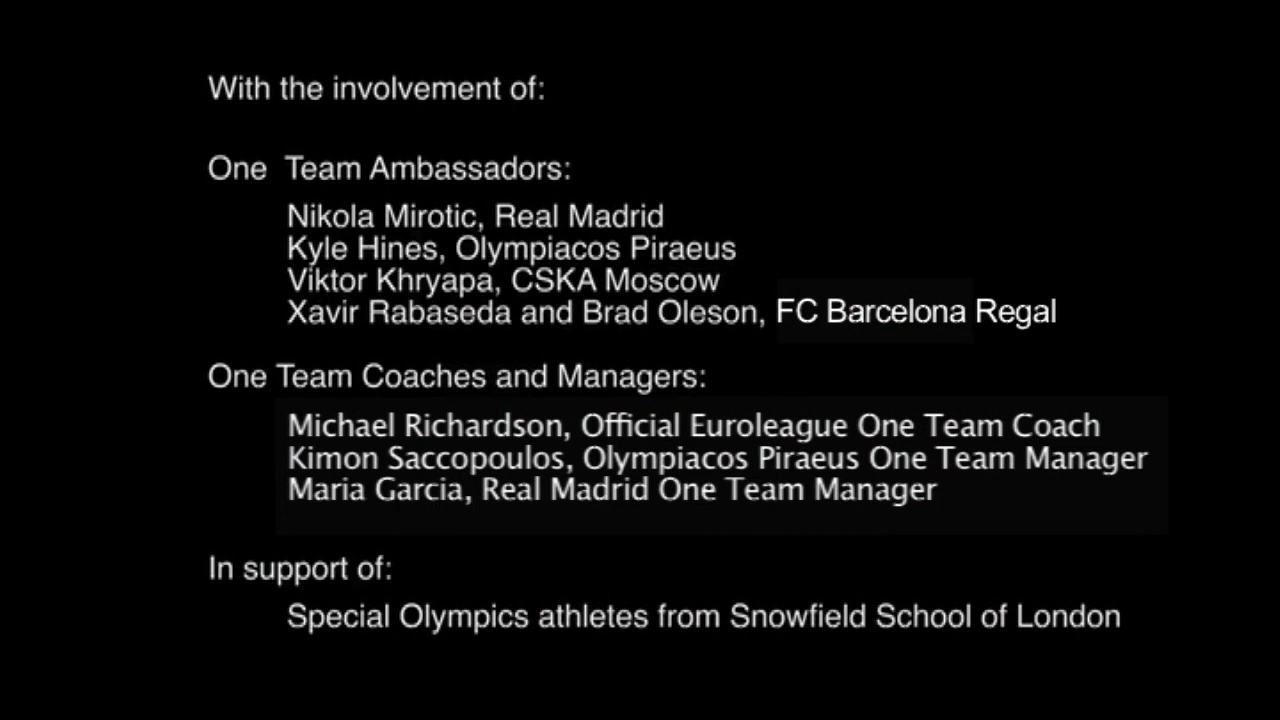 With the involvement of:
One Team Ambassadors:
Nikola Mirotic, Real Madrid
Kyle Hines, Olympiacos Piraeus
Viktor Khryapa, CSKA Moscow
Xavir Rabaseda and Brad Oleson, FC Barcelona Regal
One Team Coaches and Managers:
Michael Richardson, Official Euroleague One Team Coach
Kimon Saccopoulos, Olympiacos Piraeus One Team Manager
Maria Garcia, Real Madrid One Team Manager
In support of:
Special Olympics athletes from Snowfield School of London